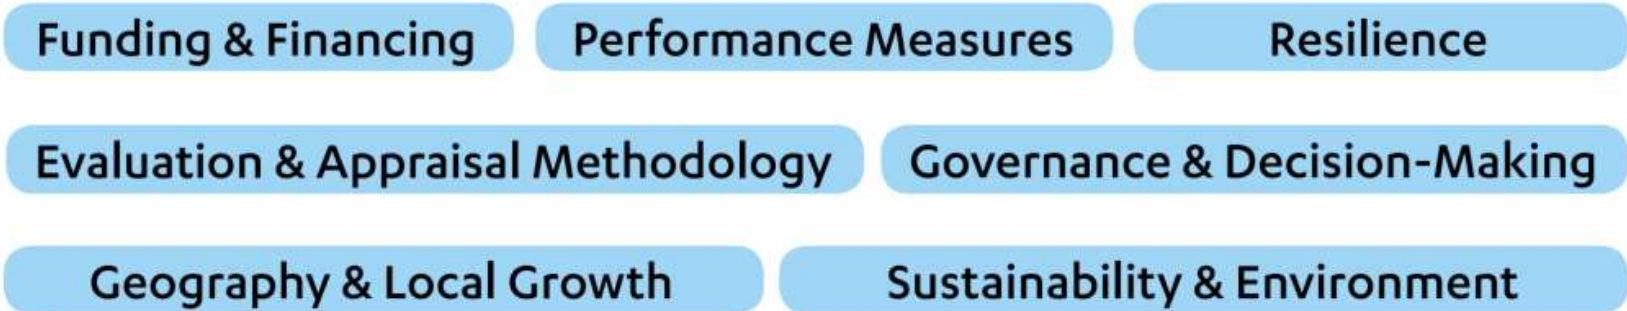 Funding & Financing
Performance Measures
Resilience
Evaluation & Appraisal Methodology
Governance & Decision-Making
Geography & Local Growth
Sustainability & Environment